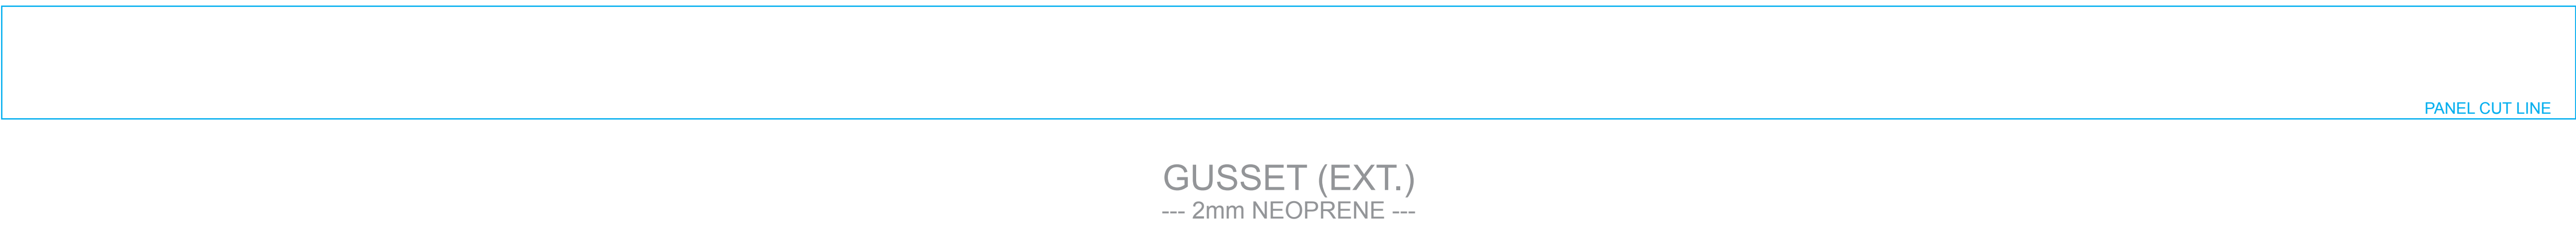 PANEL CUT LINE
GUSSET (EXT.)
--- 2mm NEOPRENE ---